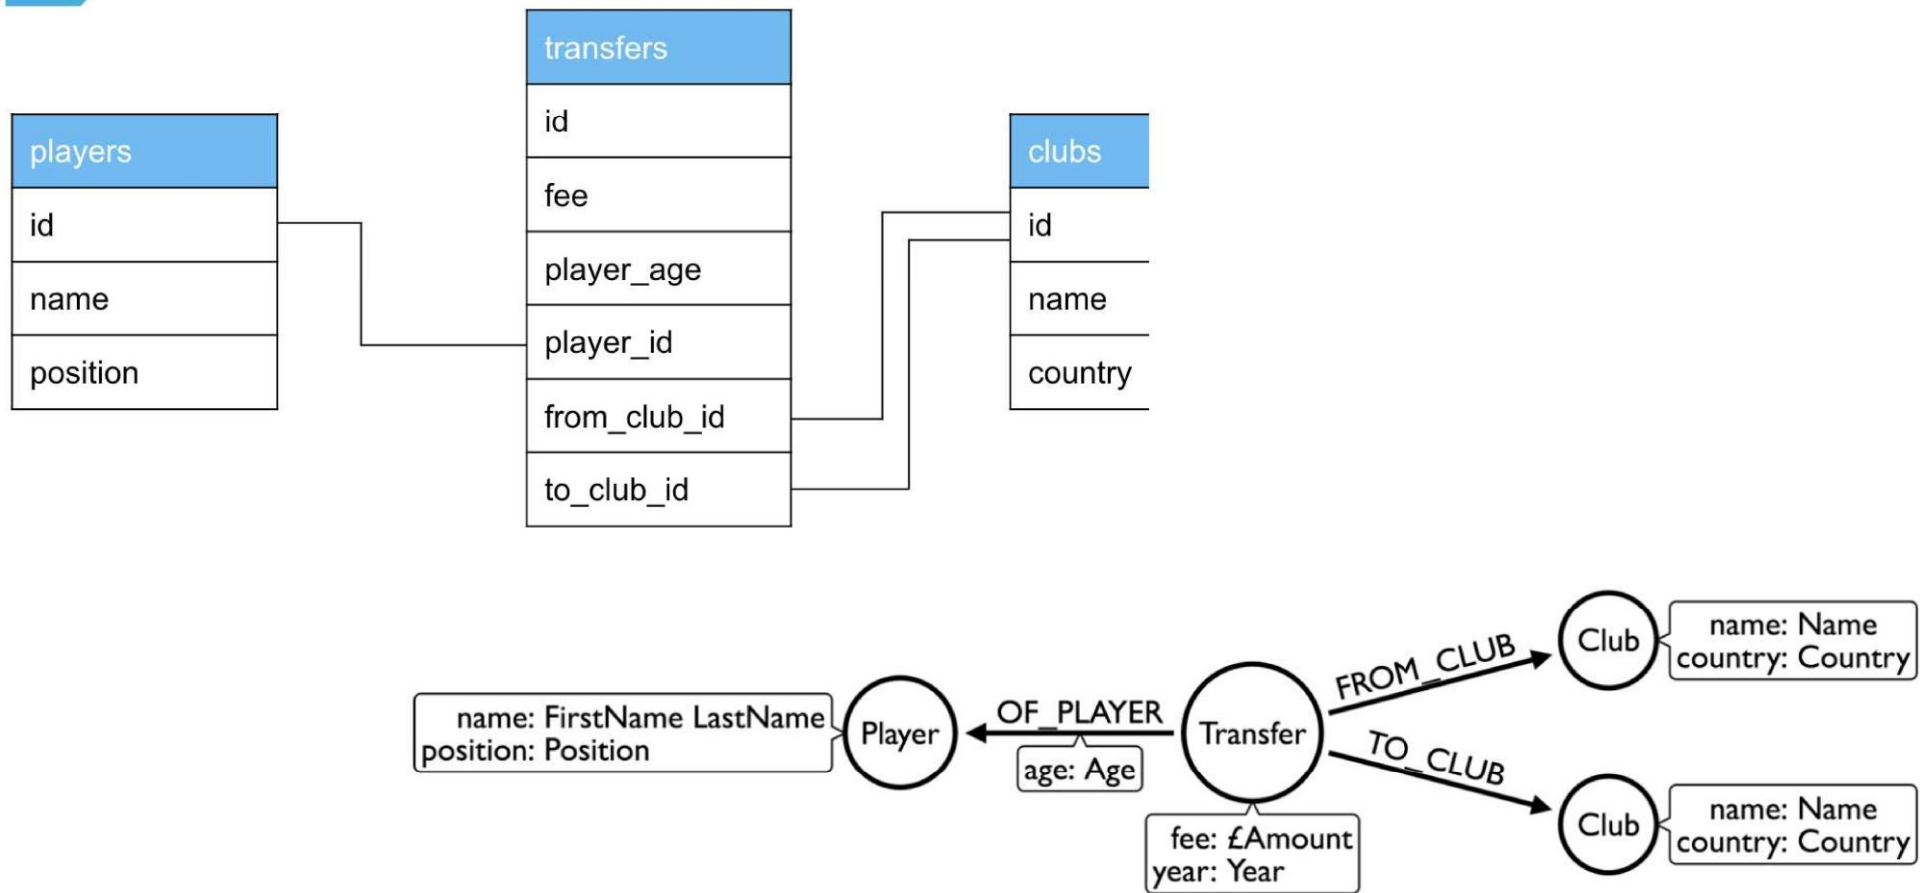 transfers
id
fee
player_age
player_id
from_club_id
to_club_id
players
id
name
position
clubs
id
name
country
name: FirstName LastName
position: Position
Player
OF_PLAYER
age: Age
Transfer
fee: £Amount
year: Year
FROM_CLUB
Club
name: Name
country: Country
TO_CLUB
Club
name: Name
country: Country